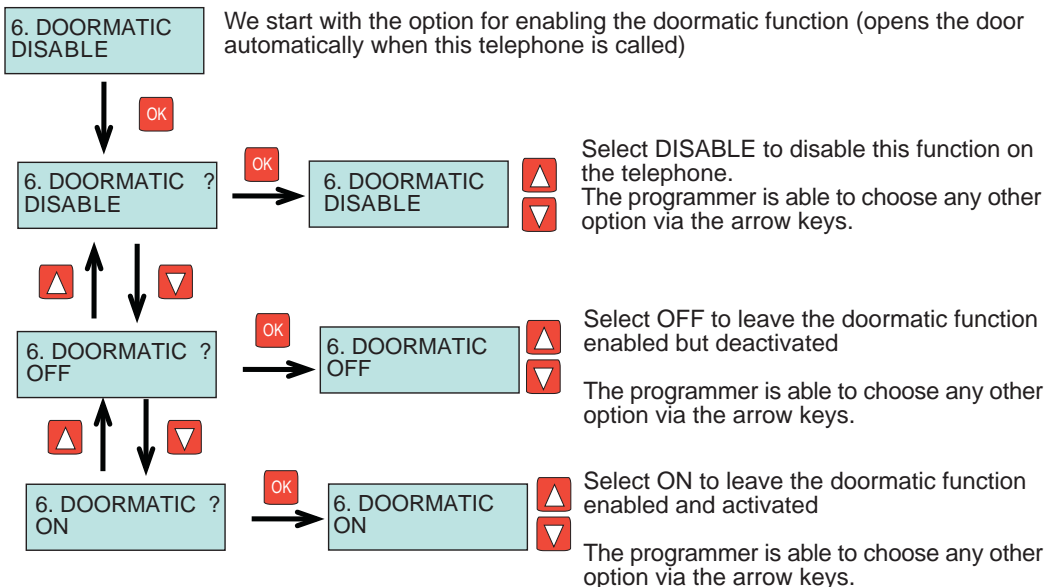 6. DOORMATIC
DISABLE
We start with the option for enabling the doormatic function (opens the door
automatically when this telephone is called)
OK
6. DOORMATIC ?
DISABLE
OK
6. DOORMATIC
DISABLE
Select DISABLE to disable this function on
the telephone.
The programmer is able to choose any other
option via the arrow keys.
6. DOORMATIC ?
OFF
OK
6. DOORMATIC
OFF
Select OFF to leave the doormatic function
enabled but deactivated
The programmer is able to choose any other
option via the arrow keys.
6. DOORMATIC ?
ON
OK
6. DOORMATIC
ON
Select ON to leave the doormatic function
enabled and activated
The programmer is able to choose any other
option via the arrow keys.